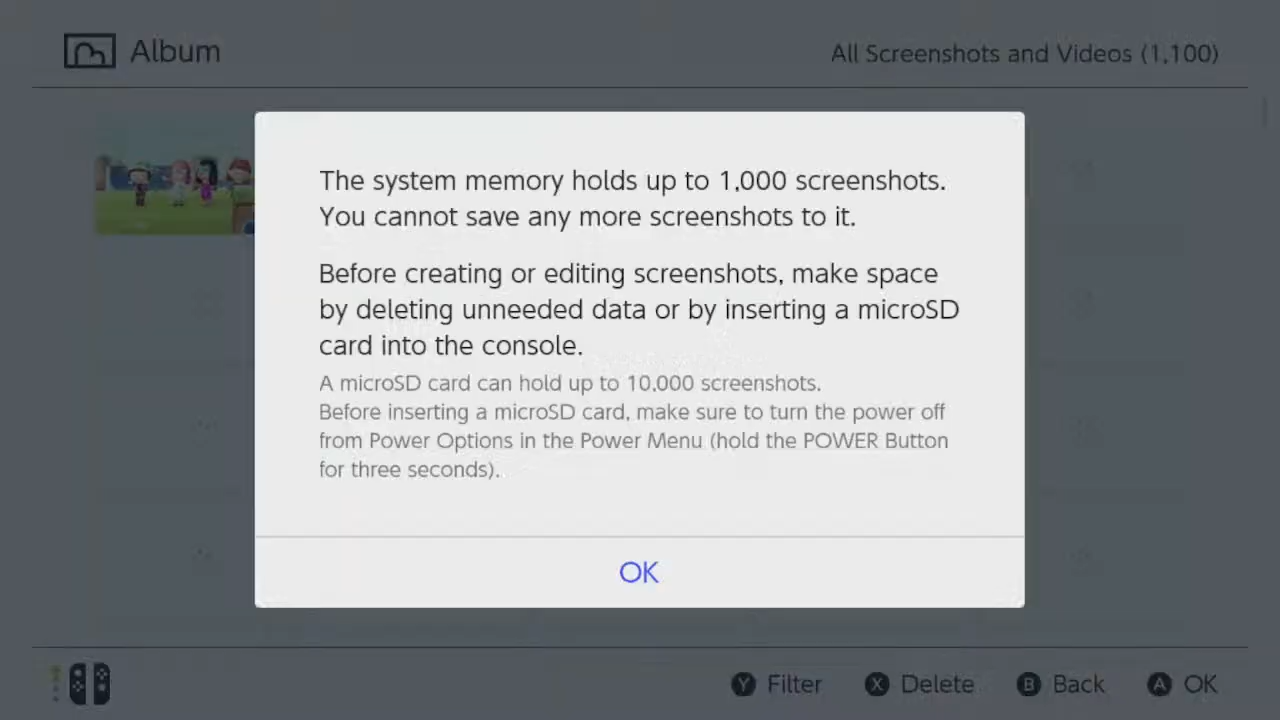 Album
All Screenshots and Videos (1,100)
The system memory holds up to 1,000 screenshots.
You cannot save any more screenshots to it.
Before creating or editing screenshots, make space
by deleting unneeded data or by inserting a microSD
card into the console.
A microSD card can hold up to 10,000 screenshots.
Before inserting a microSD card, make sure to turn the power off
from Power Options in the Power Menu (hold the POWER Button
for three seconds).
OK
Y Filter X Delete B Back A OK